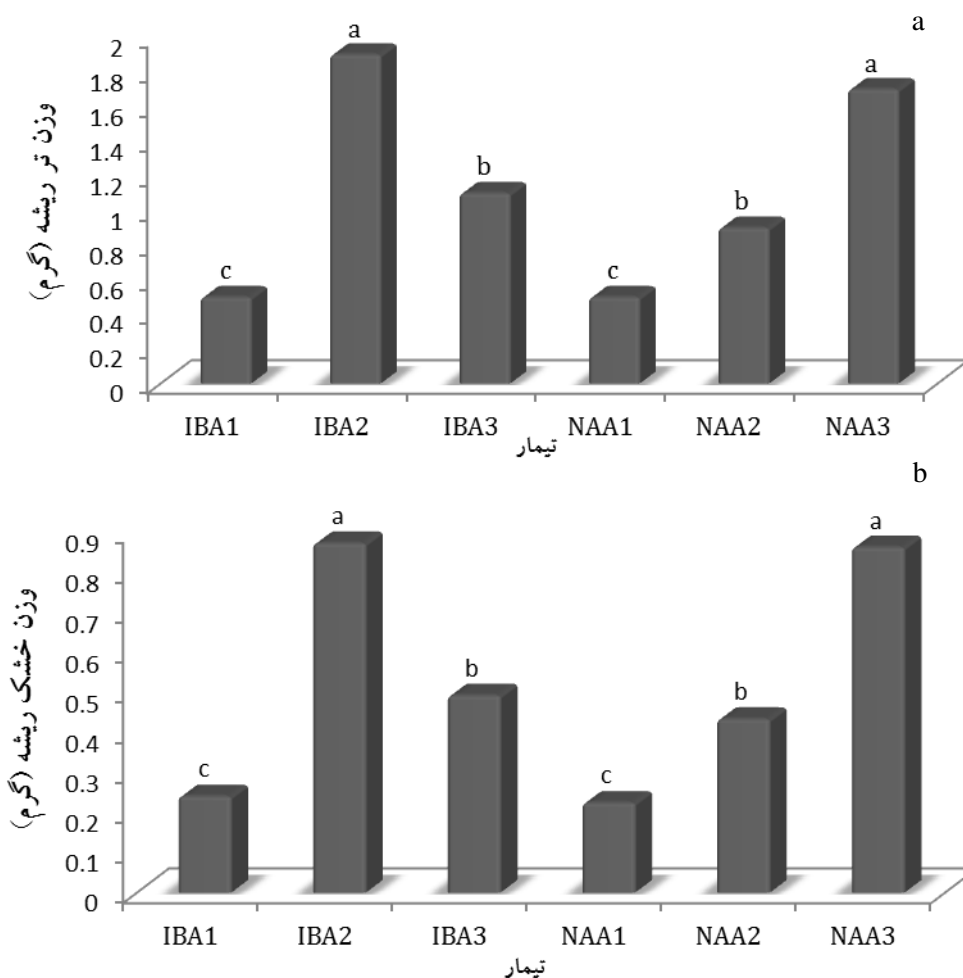 a
وزن تر ریشه (گرم)
2
1.8
1.6
1.4
1.2
1
0.8
0.6
0.4
0.2
0
c
a
b
c
b
a
IBA1 IBA2 IBA3 NAA1 NAA2 NAA3
تیمار
b
وزن خشک ریشه (گرم)
0.9
0.8
0.7
0.6
0.5
0.4
0.3
0.2
0.1
0
c
a
b
c
b
a
IBA1 IBA2 IBA3 NAA1 NAA2 NAA3
تیمار